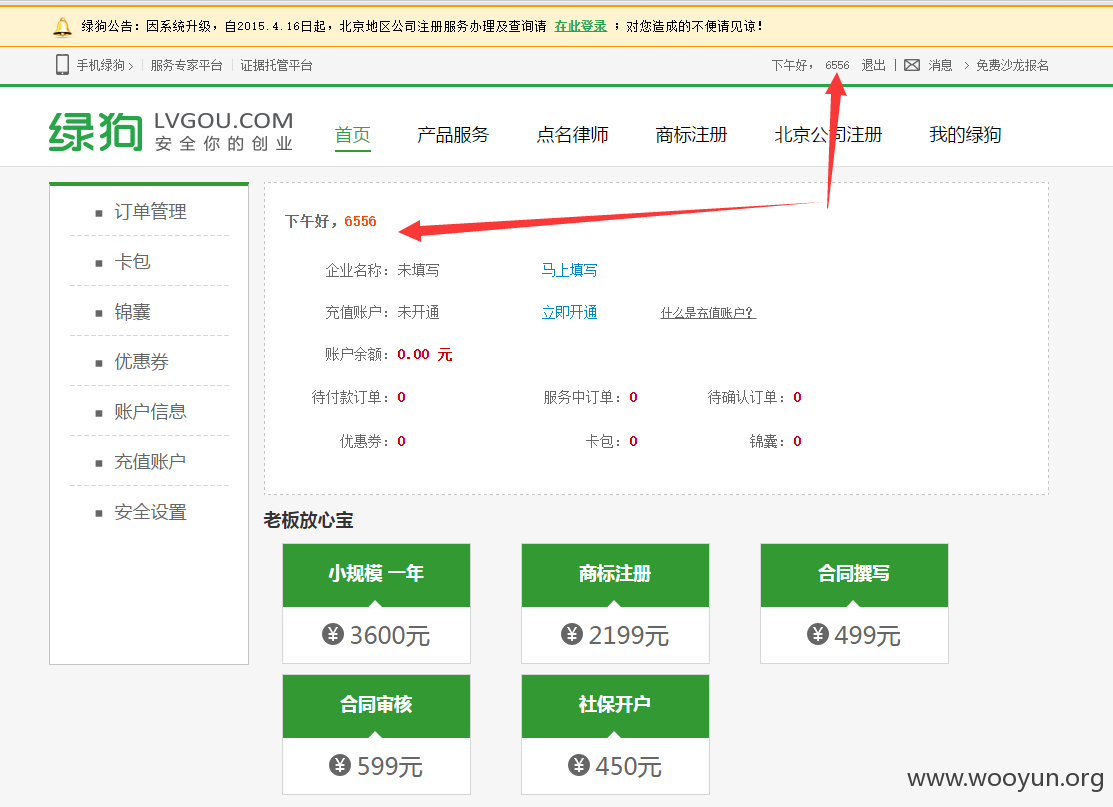 绿狗公告：因系统升级，自2015.4.16日起，北京地区公司注册服务办理及查询请 在此登录 ；对您造成的不便请见谅！
手机绿狗> 服务专家平台 证据托管平台 下午好， 6556 退出 | 消息 > 免费沙龙报名
绿狗 LVGOU.COM
安全你的创业
首页 产品服务 点名律师 商标注册 北京公司注册 我的绿狗
订单管理
卡包
锦囊
优惠券
账户信息
充值账户
安全设置
下午好，6556
企业名称：未填写 马上填写
充值账户：未开通 立即开通 什么是充值账户？
账户余额：0.00 元
待付款订单：0 服务中订单：0 待确认订单：0
优惠券：0 卡包：0 锦囊：0
老板放心宝
小规模 一年 商标注册 合同撰写
¥ 3600元 ¥ 2199元 ¥ 499元
合同审核 社保开户
¥ 599元 ¥ 450元
www.wooyun.org